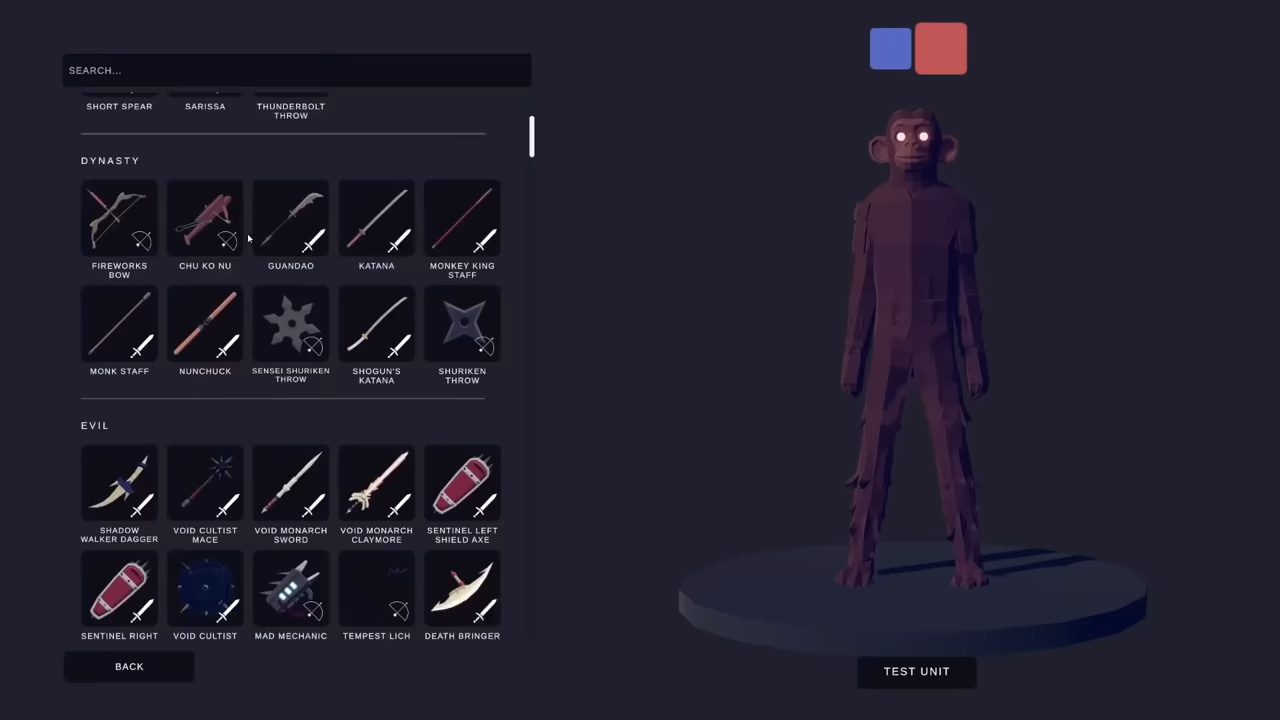 SEARCH...
SHORT SPEAR
SARISSA
THUNDERBOLT
THROW
DYNASTY
FIREWORKS
BOW
CHU KO NU
GUANDAO
KATANA
MONKEY KING
STAFF
MONK STAFF
NUNCHUCK
SENSEI SHURIKEN
THROW
SHOGUN'S
KATANA
SHURIKEN
THROW
EVIL
SHADOW
WALKER DAGGER
VOID CULTIST
MACE
VOID MONARCH
SWORD
VOID MONARCH
CLAYMORE
SENTINEL LEFT
SHIELD AXE
SENTINEL RIGHT
VOID CULTIST
MAD MECHANIC
TEMPEST LICH
DEATH BRINGER
BACK
TEST UNIT